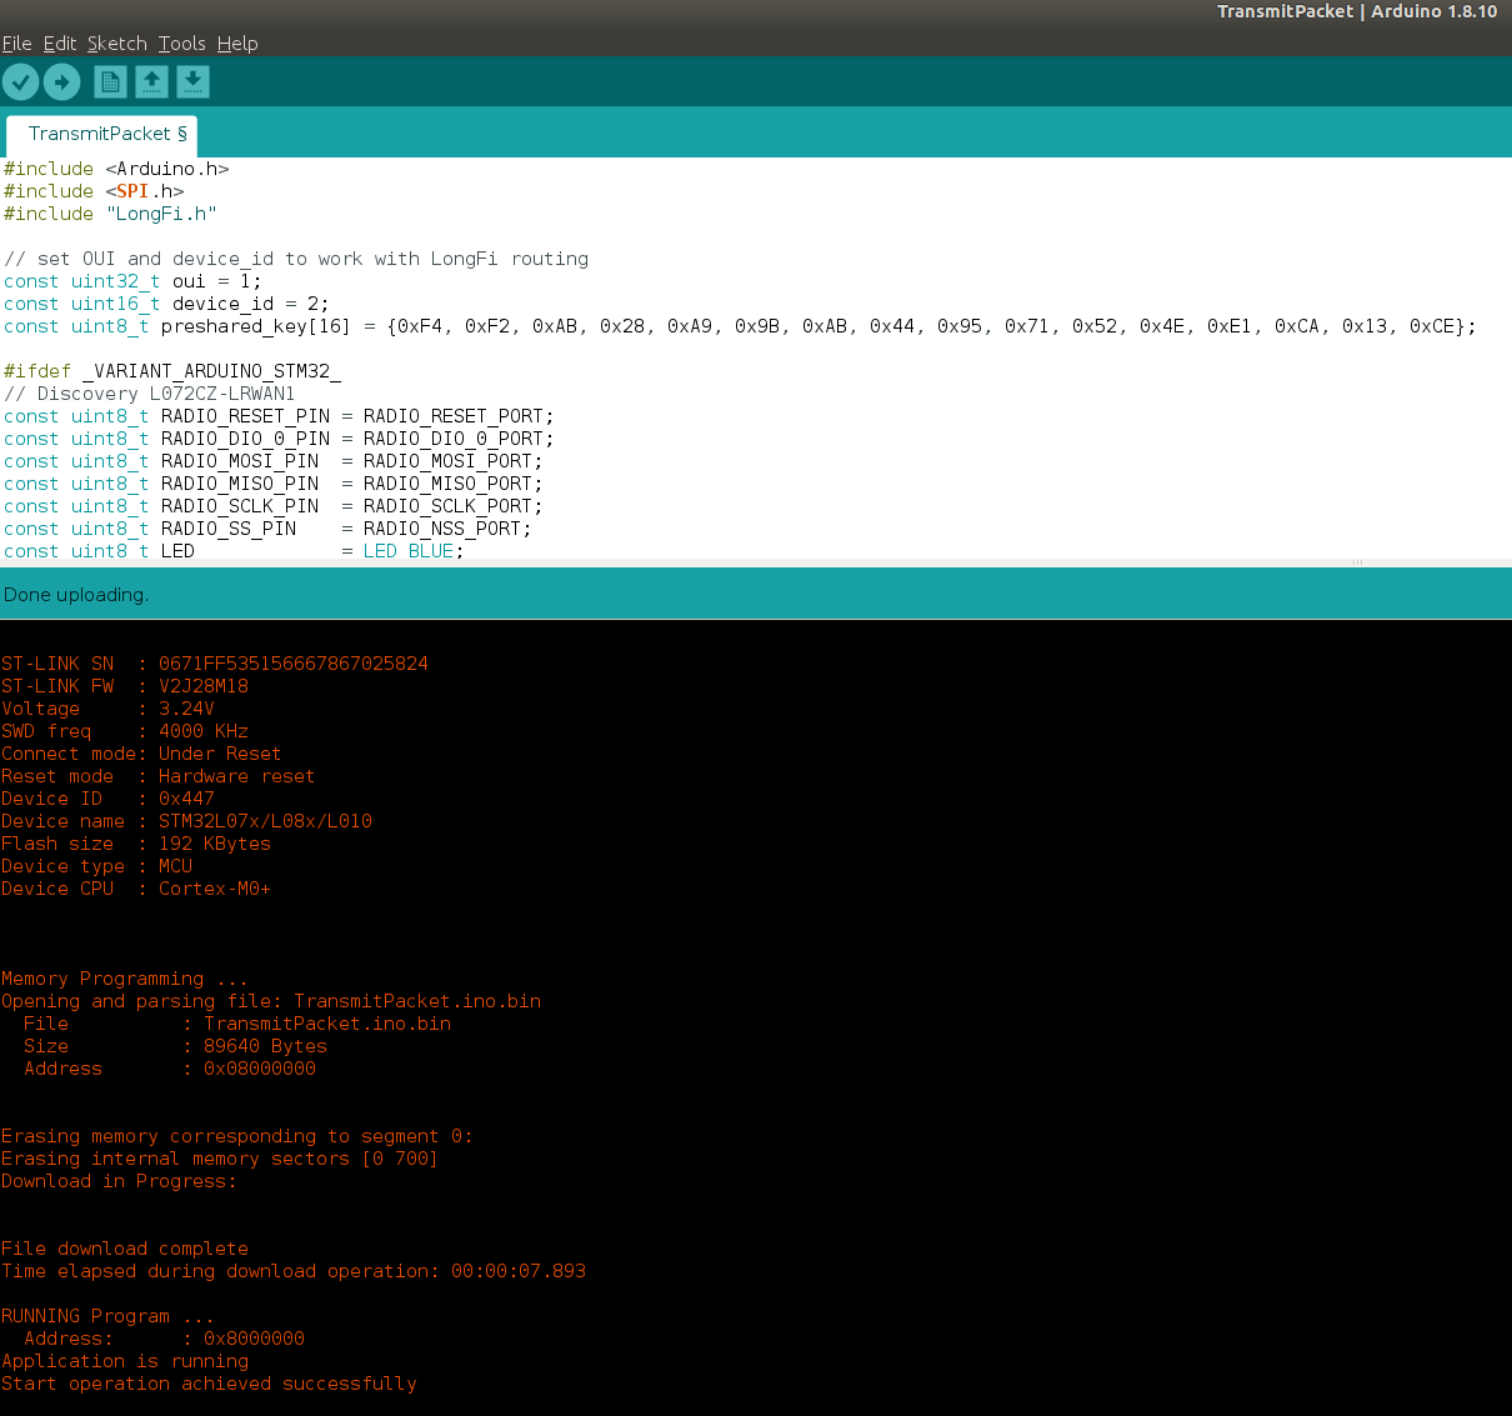 TransmitPacket | Arduino 1.8.10
File Edit Sketch Tools Help
TransmitPacket §
#include <Arduino.h>
#include <SPI.h>
#include "LongFi.h"
// set OUI and device_id to work with LongFi routing
const uint32_t oui = 1;
const uint16_t device_id = 2;
const uint8_t preshared_key[16] = {0xF4, 0xF2, 0xAB, 0x28, 0xA9, 0x9B, 0xAB, 0x44, 0x95, 0x71, 0x52, 0x4E, 0xE1, 0xCA, 0x13, 0xCE};
#ifdef _VARIANT_ARDUINO_STM32_
// Discovery L072CZ-LRWAN1
const uint8_t RADIO_RESET_PIN = RADIO_RESET_PORT;
const uint8_t RADIO_DIO_0_PIN = RADIO_DIO_0_PORT;
const uint8_t RADIO_MOSI_PIN  = RADIO_MOSI_PORT;
const uint8_t RADIO_MISO_PIN  = RADIO_MISO_PORT;
const uint8_t RADIO_SCLK_PIN  = RADIO_SCLK_PORT;
const uint8_t RADIO_SS_PIN    = RADIO_NSS_PORT;
const uint8_t LED             = LED_BLUE;
Done uploading.
ST-LINK SN  : 0671FF535156667867025824
ST-LINK FW  : V2J28M18
Voltage     : 3.24V
SWD freq    : 4000 KHz
Connect mode: Under Reset
Reset mode  : Hardware reset
Device ID   : 0x447
Device name : STM32L07x/L08x/L010
Flash size  : 192 KBytes
Device type : MCU
Device CPU  : Cortex-M0+
Memory Programming ...
Opening and parsing file: TransmitPacket.ino.bin
  File          : TransmitPacket.ino.bin
  Size          : 89640 Bytes
  Address       : 0x08000000
Erasing memory corresponding to segment 0:
Erasing internal memory sectors [0 700]
Download in Progress:
File download complete
Time elapsed during download operation: 00:00:07.893
RUNNING Program ...
  Address:      : 0x8000000
Application is running
Start operation achieved successfully